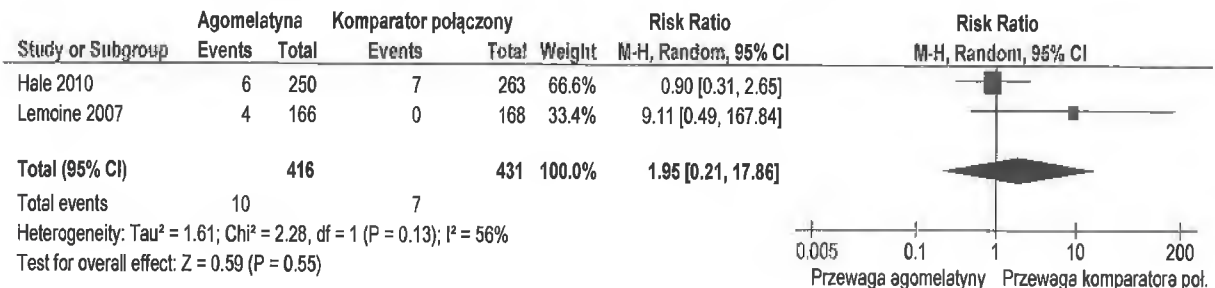 Agomelatyna Komparator połączony Risk Ratio Risk Ratio
Study or Subgroup Events Total Events Total Weight M-H, Random, 95% CI M-H, Random, 95% CI
Hale 2010 6 250 7 263 66.6% 0.90 [0.31, 2.65]
Lemoine 2007 4 166 0 168 33.4% 9.11 [0.49, 167.84]
Total (95% CI) 416 431 100.0% 1.95 [0.21, 17.86]
Total events 10 7
Heterogeneity: Tau² = 1.61; Chi² = 2.28, df = 1 (P = 0.13); I² = 56%
Test for overall effect: Z = 0.59 (P = 0.55)
0.005 0.1 1 10 200
Przewaga agomelatyny Przewaga komparatora poł.